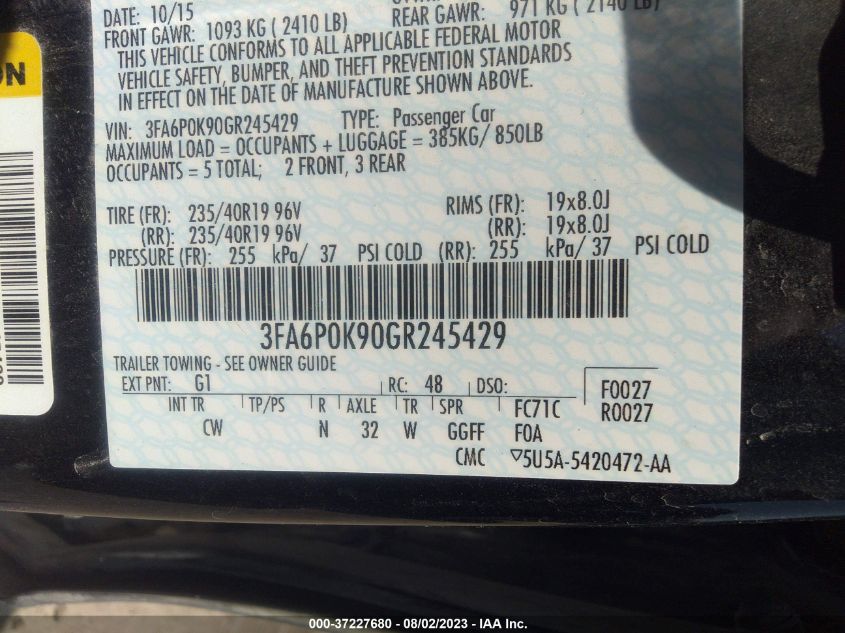 DATE: 10/15
FRONT GAWR: 1093 KG ( 2410 LB)
REAR GAWR: 971 KG ( 2140 LB)
THIS VEHICLE CONFORMS TO ALL APPLICABLE FEDERAL MOTOR
VEHICLE SAFETY, BUMPER, AND THEFT PREVENTION STANDARDS
IN EFFECT ON THE DATE OF MANUFACTURE SHOWN ABOVE.
VIN: 3FA6P0K90GR245429 TYPE: Passenger Car
MAXIMUM LOAD = OCCUPANTS + LUGGAGE = 385KG/ 850LB
OCCUPANTS = 5 TOTAL; 2 FRONT, 3 REAR
TIRE (FR): 235/40R19 96V RIMS (FR): 19x8.0J
(RR): 235/40R19 96V (RR): 19x8.0J
PRESSURE (FR): 255 kPa/ 37 PSI COLD (RR): 255 kPa/ 37 PSI COLD
3FA6P0K90GR245429
TRAILER TOWING - SEE OWNER GUIDE
EXT PNT: G1 RC: 48 DSO: F0027
R0027
INT TR TP/PS R AXLE TR SPR FC71C
CW N 32 W GGFF F0A
CMC ▽5U5A-5420472-AA
000-37227680 - 08/02/2023 - IAA Inc.